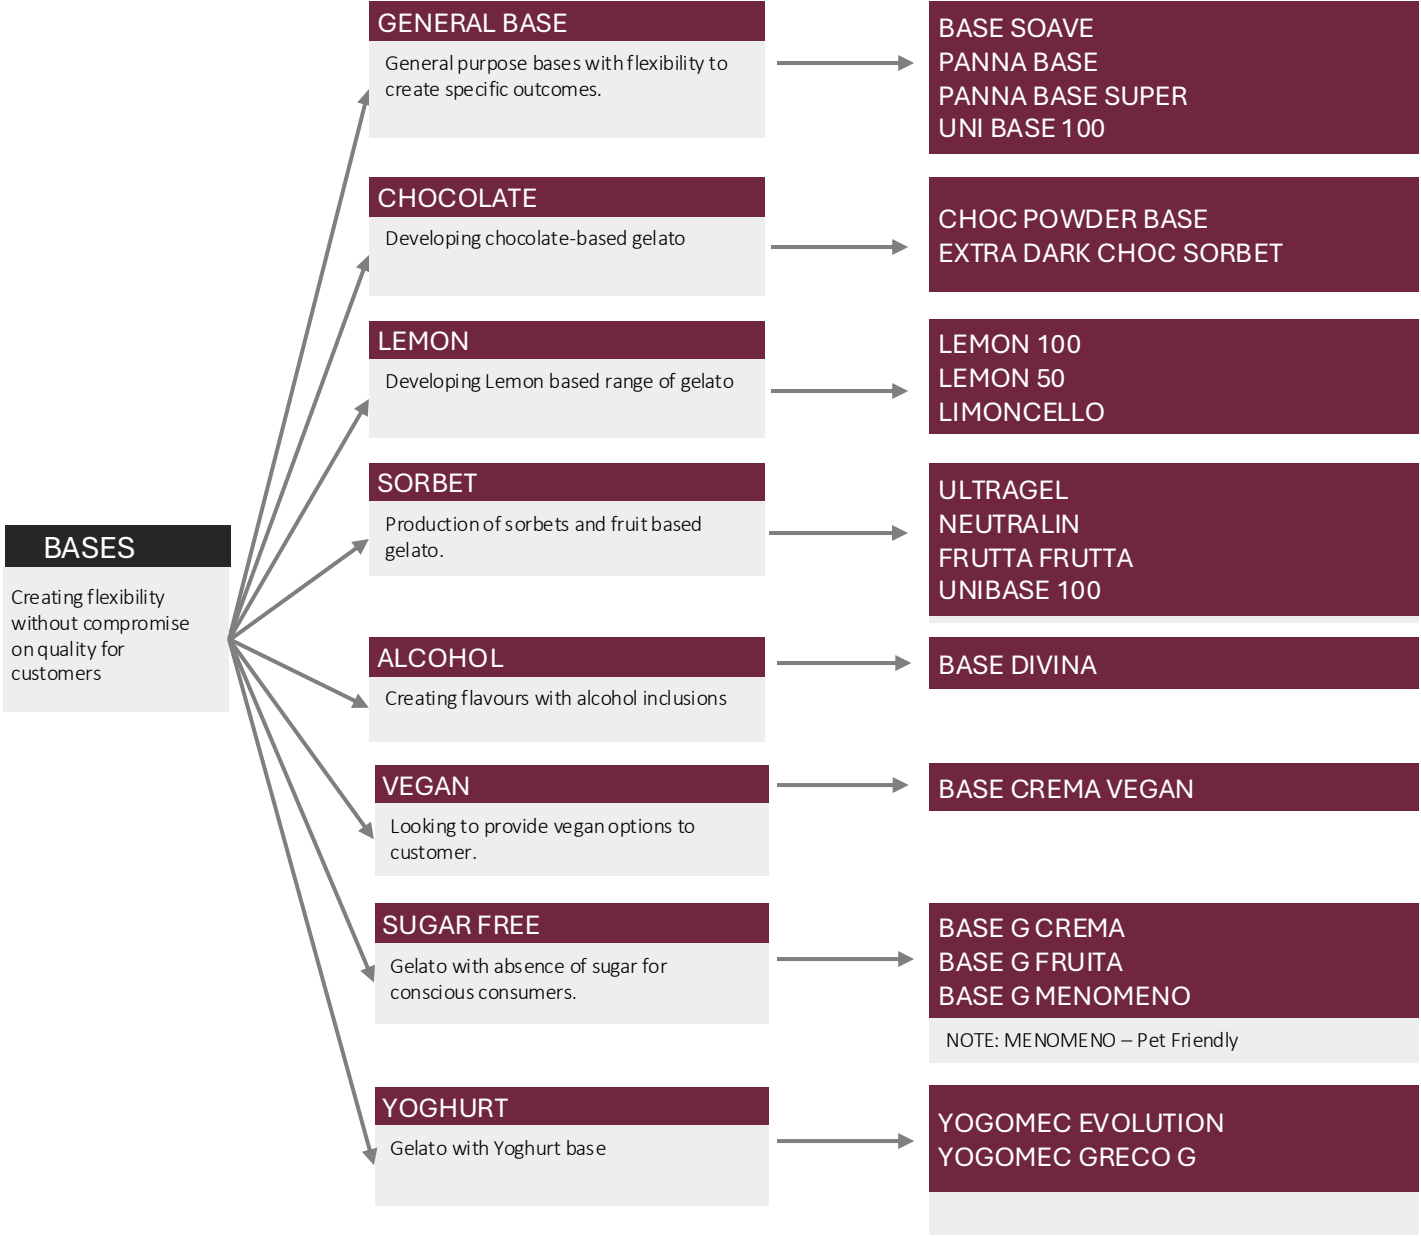 BASES
Creating flexibility
without compromise
on quality for
customers
GENERAL BASE
General purpose bases with flexibility to
create specific outcomes.
BASE SOAVE
PANNA BASE
PANNA BASE SUPER
UNI BASE 100
CHOCOLATE
Developing chocolate-based gelato
CHOC POWDER BASE
EXTRA DARK CHOC SORBET
LEMON
Developing Lemon based range of gelato
LEMON 100
LEMON 50
LIMONCELLO
SORBET
Production of sorbets and fruit based
gelato.
ULTRAGEL
NEUTRALIN
FRUTTA FRUTTA
UNIBASE 100
ALCOHOL
Creating flavours with alcohol inclusions
BASE DIVINA
VEGAN
Looking to provide vegan options to
customer.
BASE CREMA VEGAN
SUGAR FREE
Gelato with absence of sugar for
conscious consumers.
BASE G CREMA
BASE G FRUITA
BASE G MENOMENO
NOTE: MENOMENO – Pet Friendly
YOGHURT
Gelato with Yoghurt base
YOGOMEC EVOLUTION
YOGOMEC GRECO G